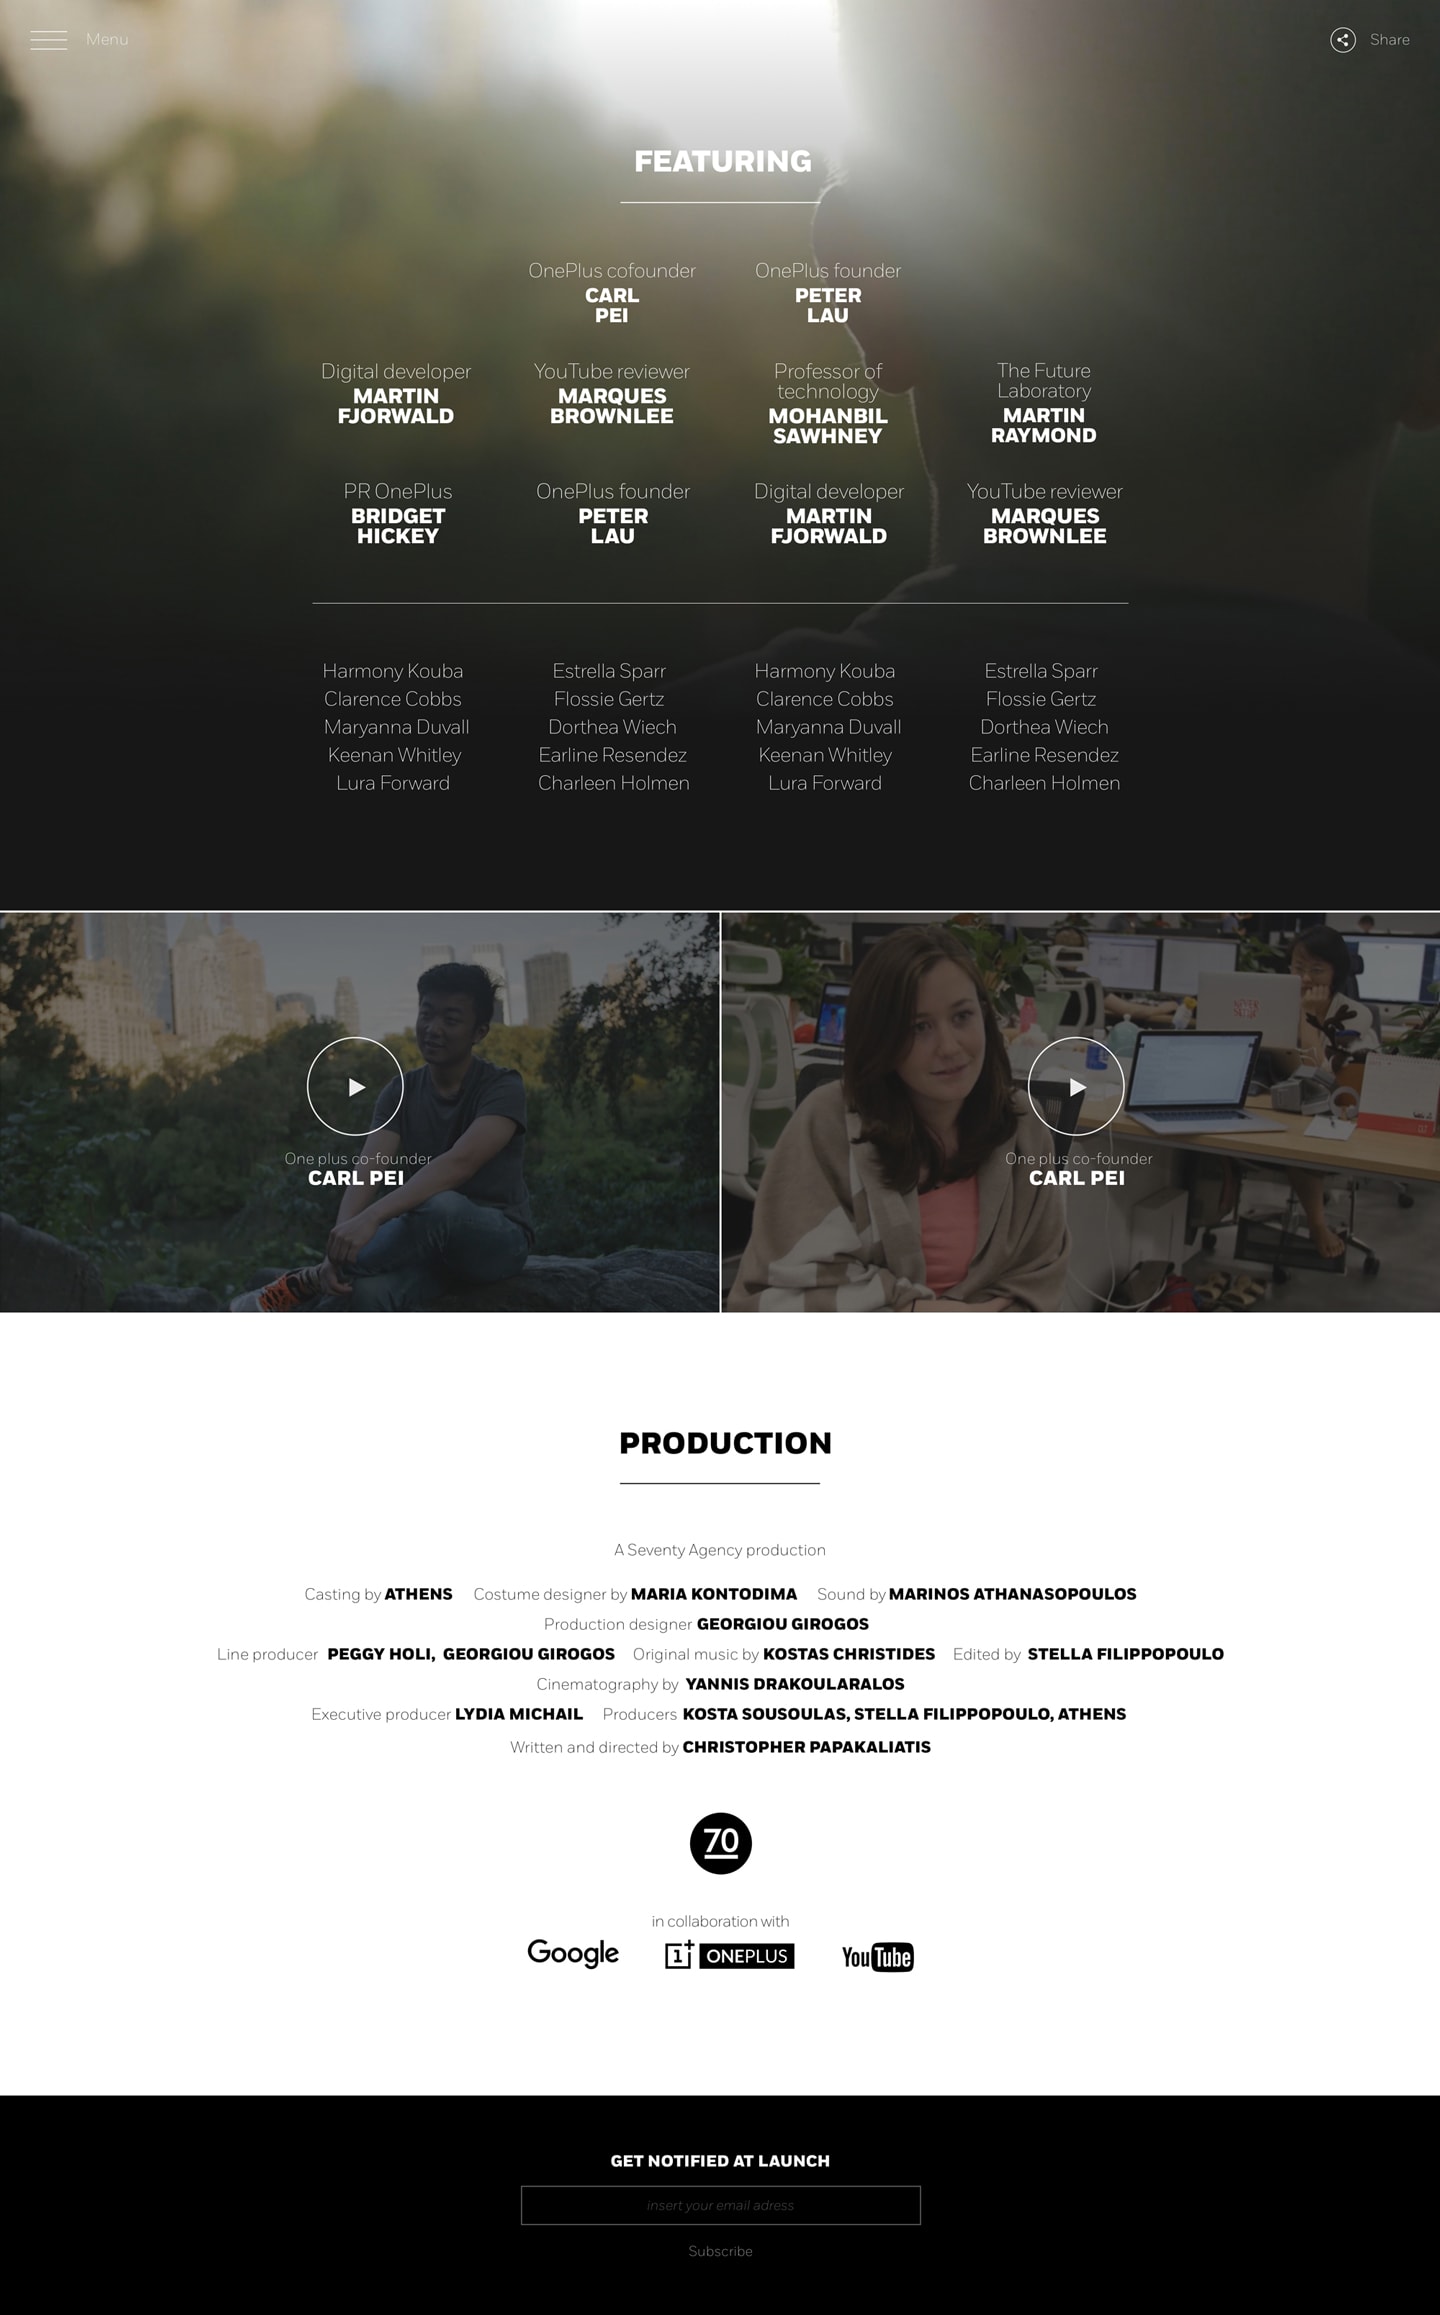 Menu
Share
FEATURING
OnePlus cofounder
CARL
PEI
OnePlus founder
PETER
LAU
Digital developer
MARTIN
FJORWALD
YouTube reviewer
MARQUES
BROWNLEE
Professor of
technology
MOHANBIL
SAWHNEY
The Future
Laboratory
MARTIN
RAYMOND
PR OnePlus
BRIDGET
HICKEY
OnePlus founder
PETER
LAU
Digital developer
MARTIN
FJORWALD
YouTube reviewer
MARQUES
BROWNLEE
Harmony Kouba
Clarence Cobbs
Maryanna Duvall
Keenan Whitley
Lura Forward
Estrella Sparr
Flossie Gertz
Dorthea Wiech
Earline Resendez
Charleen Holmen
Harmony Kouba
Clarence Cobbs
Maryanna Duvall
Keenan Whitley
Lura Forward
Estrella Sparr
Flossie Gertz
Dorthea Wiech
Earline Resendez
Charleen Holmen
One plus co-founder
CARL PEI
One plus co-founder
CARL PEI
PRODUCTION
A Seventy Agency production
Casting by ATHENS Costume designer by MARIA KONTODIMA Sound by MARINOS ATHANASOPOULOS
Production designer GEORGIOU GIROGOS
Line producer PEGGY HOLI, GEORGIOU GIROGOS Original music by KOSTAS CHRISTIDES Edited by STELLA FILIPPOPOULO
Cinematography by YANNIS DRAKOULARALOS
Executive producer LYDIA MICHAIL Producers KOSTA SOUSOULAS, STELLA FILIPPOPOULO, ATHENS
Written and directed by CHRISTOPHER PAPAKALIATIS
70
in collaboration with
Google
1+ ONEPLUS
YouTube
GET NOTIFIED AT LAUNCH
insert your email adress
Subscribe